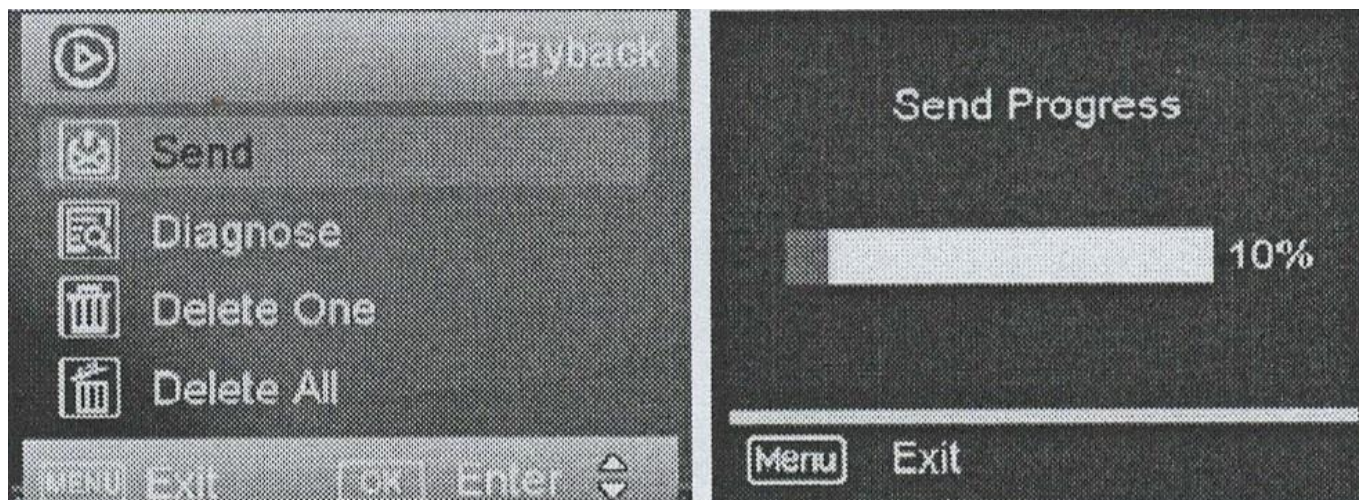 Playback
Send
Diagnose
Delete One
Delete All
MENU Exit OK Enter
Send Progress
10%
Menu Exit